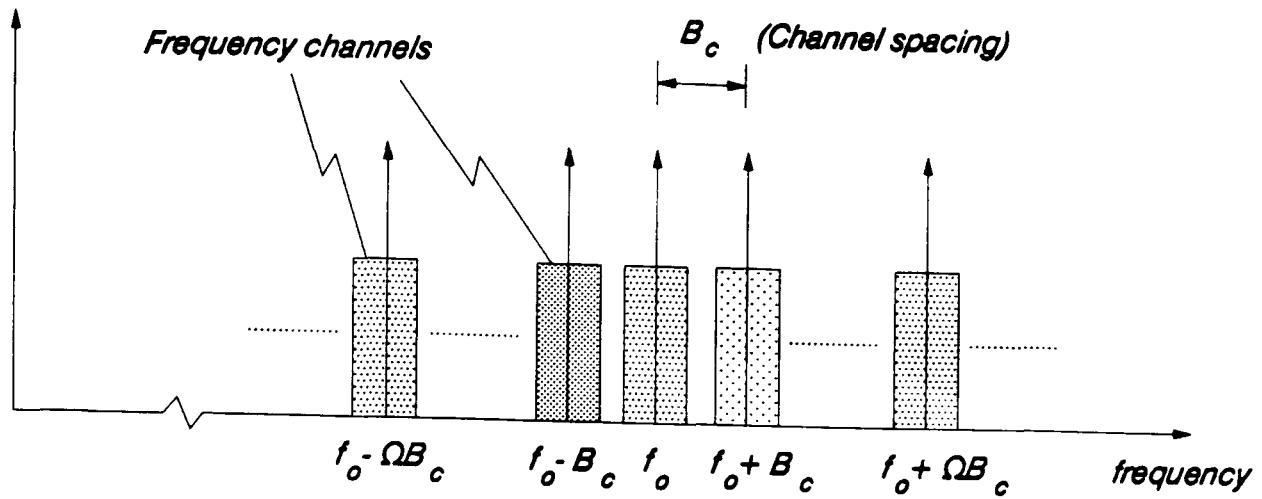 Frequency channels
B_c (Channel spacing)
f_o - ΩB_c
f_o - B_c
f_o
f_o + B_c
f_o + ΩB_c
frequency